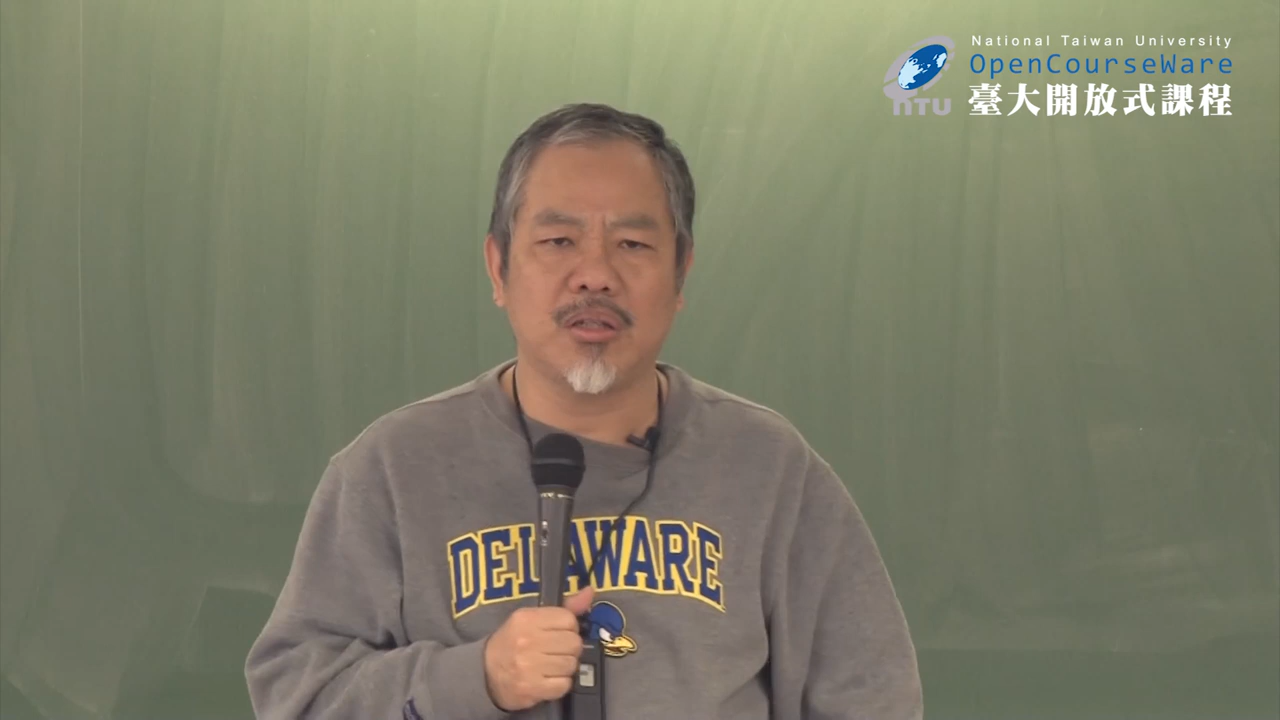 National Taiwan University
OpenCourseWare
臺大開放式課程
NTU
DELAWARE